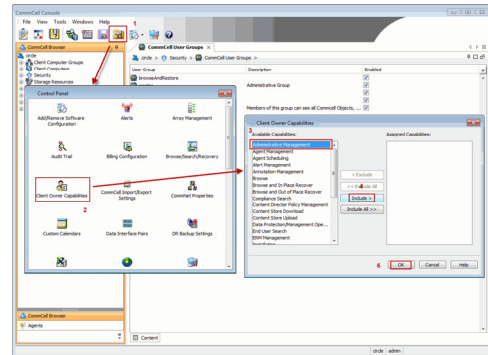 CommCell Console
File View Tools Windows Help
1
CommCell Browser
CommCell User Groups
circle
circle > Security > CommCell User Groups >
Client Computer Groups
Client Computers
Security
Storage Resources
User Group
Description
Enabled
browseAndRestore
Administrative Group
Members of this group can see all Commcell Objects, ...
Control Panel
Add/Remove Software Configuration
Alerts
Array Management
Audit Trail
Billing Configuration
Browse/Search/Recovery
Client Owner Capabilities
CommCell Import/Export Settings
CommNet Properties
2
Custom Calendars
Data Interface Pairs
DR Backup Settings
Client Owner Capabilities
3
Available Capabilities:
Assigned Capabilities:
Administrative Management
Agent Management
Agent Scheduling
Alert Management
Annotation Management
Browse
Browse and In Place Recover
Browse and Out of Place Recover
Compliance Search
Content Director Policy Management
Content Store Download
Content Store Upload
Data Protection/Management Ope...
End User Search
ERM Management
< Exclude
<< Exclude All
4
Include >
Include All >>
5
OK
Cancel
Help
CommCell Browser
Agents
Content
circle admin